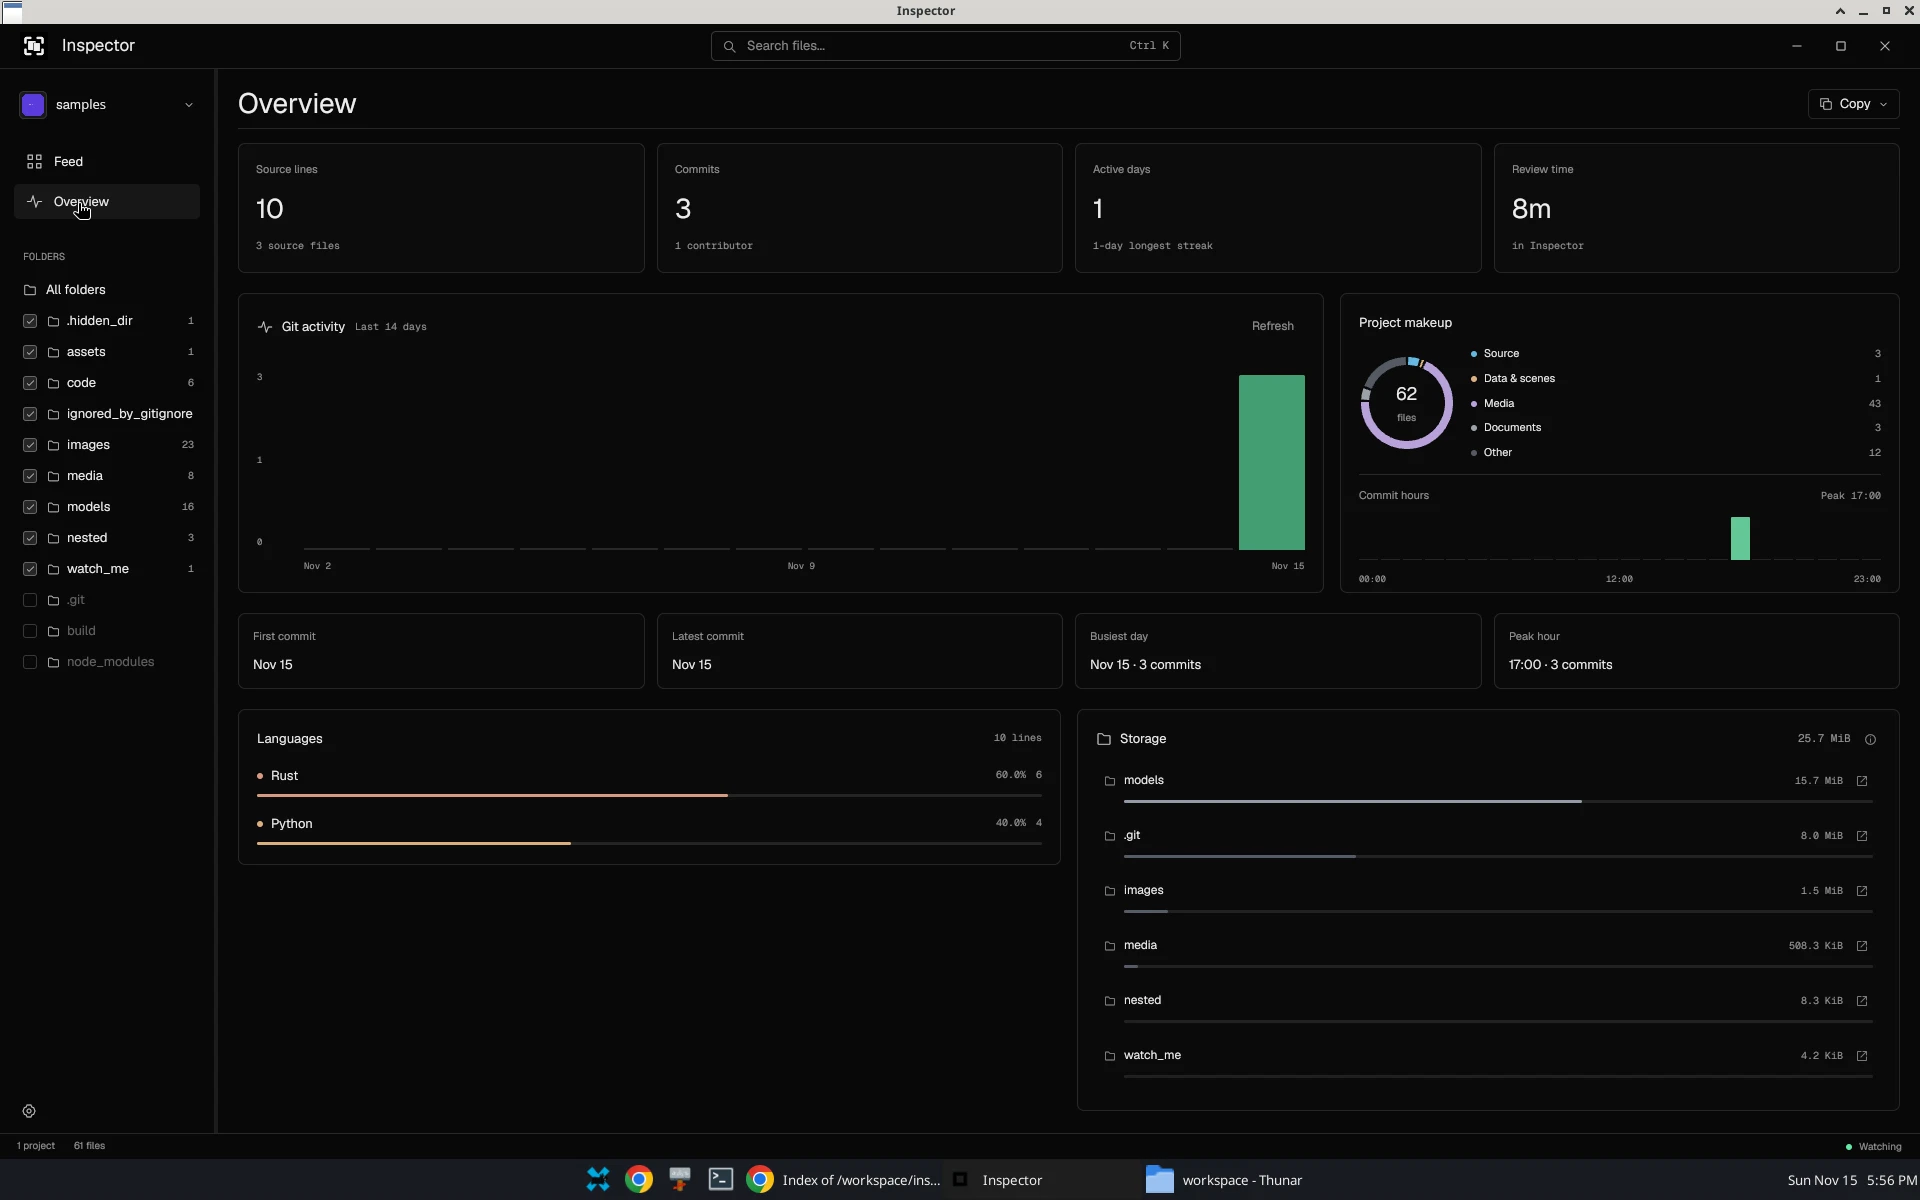 Inspector
Inspector
Search files...
Ctrl K
samples
Feed
Overview
FOLDERS
All folders
.hidden_dir 1
assets 1
code 6
ignored_by_gitignore
images 23
media 8
models 16
nested 3
watch_me 1
.git
build
node_modules
Overview
Copy
Source lines
10
3 source files
Commits
3
1 contributor
Active days
1
1-day longest streak
Review time
8m
in Inspector
Git activity Last 14 days
Refresh
3
1
0
Nov 2
Nov 9
Nov 15
Project makeup
62
files
Source 3
Data & scenes 1
Media 43
Documents 3
Other 12
Commit hours
Peak 17:00
00:00
12:00
23:00
First commit
Nov 15
Latest commit
Nov 15
Busiest day
Nov 15 · 3 commits
Peak hour
17:00 · 3 commits
Languages
10 lines
Rust
60.0% 6
Python
40.0% 4
Storage
25.7 MiB
models
15.7 MiB
.git
8.0 MiB
images
1.5 MiB
media
508.3 KiB
nested
8.3 KiB
watch_me
4.2 KiB
1 project 61 files
Watching
Index of /workspace/ins...
Inspector
workspace - Thunar
Sun Nov 15 5:56 PM